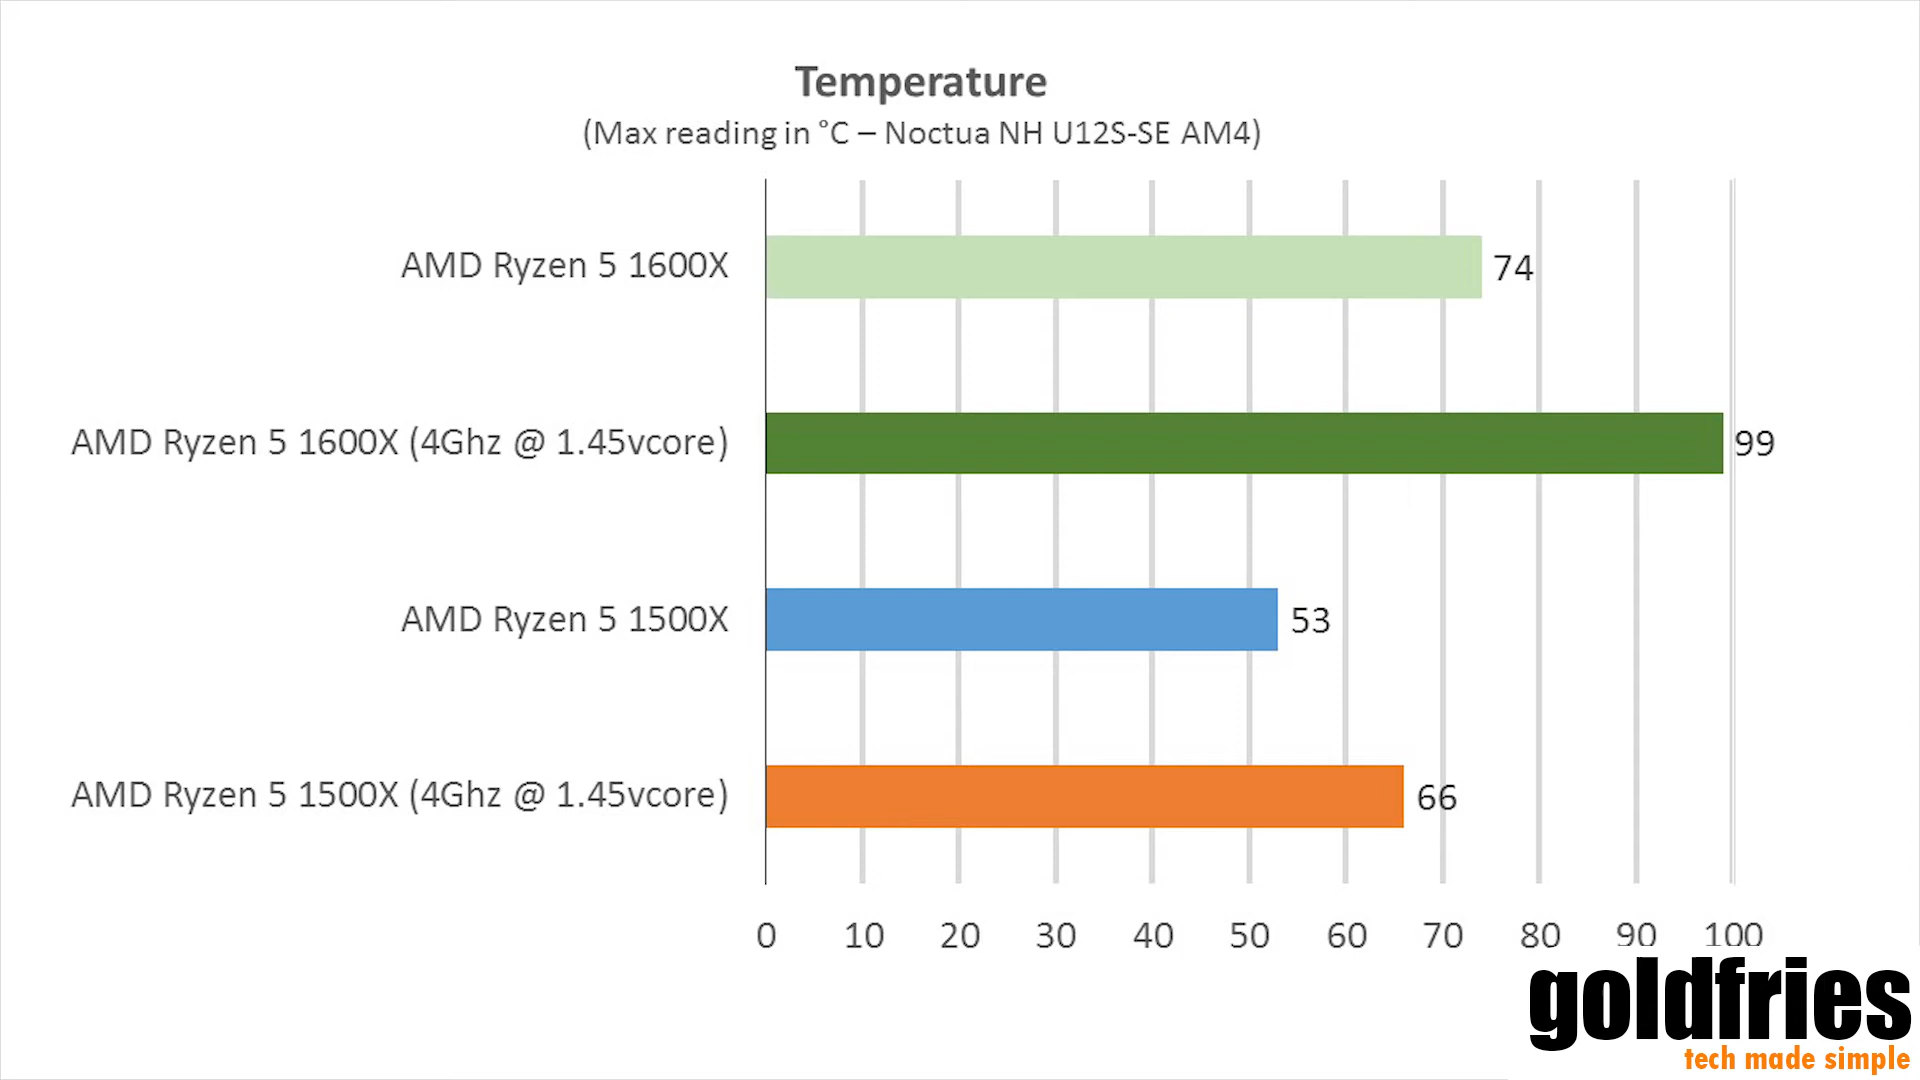 Temperature
(Max reading in °C – Noctua NH U12S-SE AM4)
AMD Ryzen 5 1600X 74
AMD Ryzen 5 1600X (4Ghz @ 1.45vcore) 99
AMD Ryzen 5 1500X 53
AMD Ryzen 5 1500X (4Ghz @ 1.45vcore) 66
0 10 20 30 40 50 60 70 80 90 100
goldfries
tech made simple